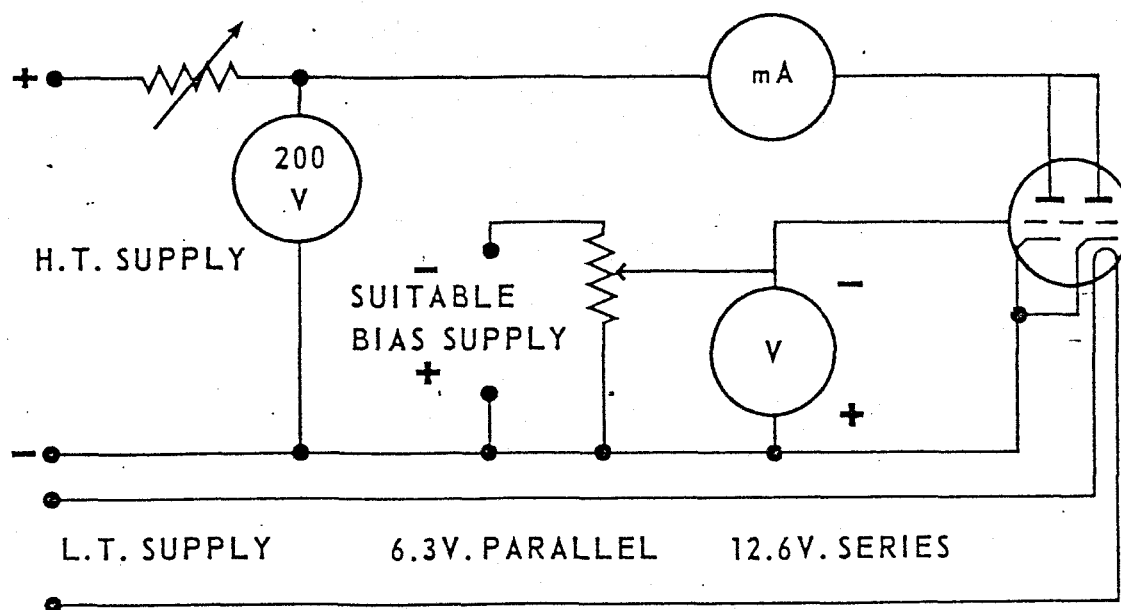 +
mA
200
V
H.T. SUPPLY
-
SUITABLE
BIAS SUPPLY
+
-
V
+
-
L.T. SUPPLY 6.3V. PARALLEL 12.6V. SERIES